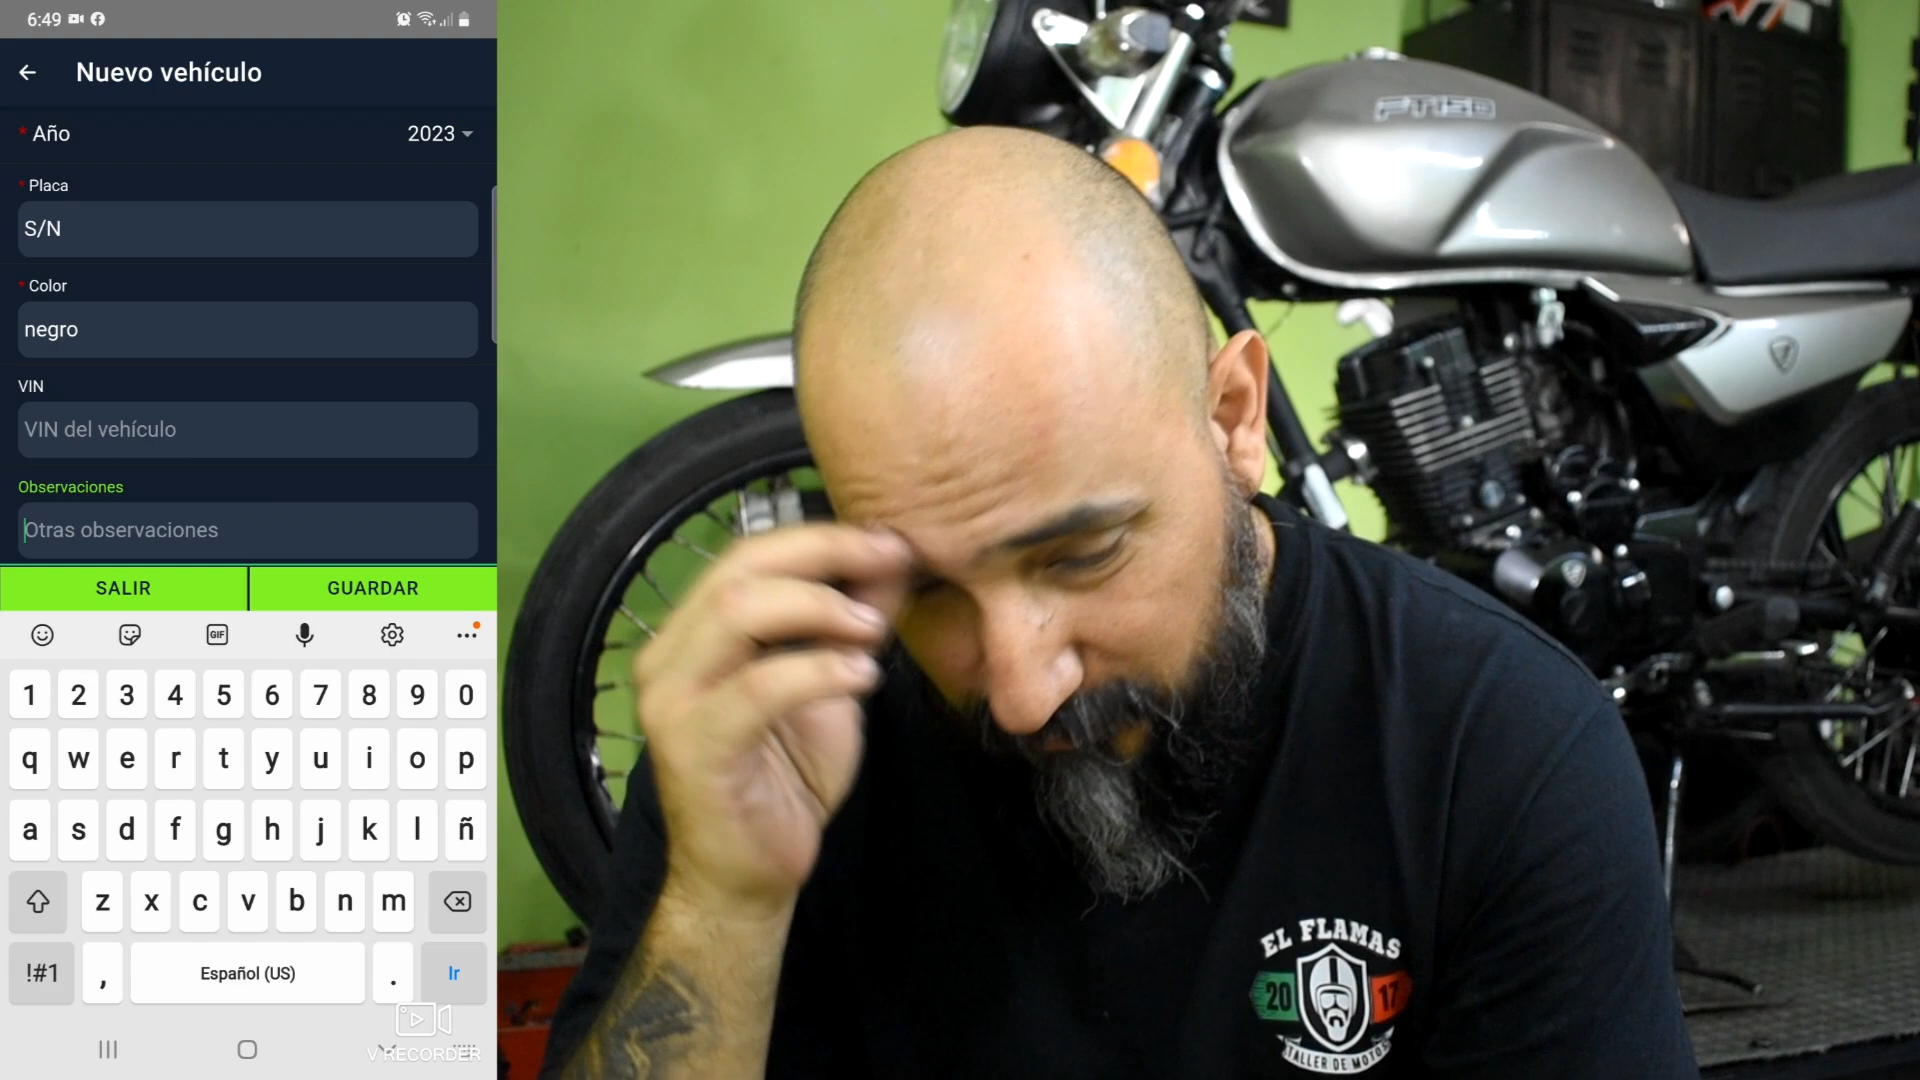 6:49
Nuevo vehículo
* Año
2023
* Placa
S/N
* Color
negro
VIN
VIN del vehículo
Observaciones
Otras observaciones
SALIR
GUARDAR
GIF
1 2 3 4 5 6 7 8 9 0
q w e r t y u i o p
a s d f g h j k l ñ
z x c v b n m
!#1 , Español (US) . Ir
V RECORDER
FT150
EL FLAMAS
20 17
TALLER DE MOTOS